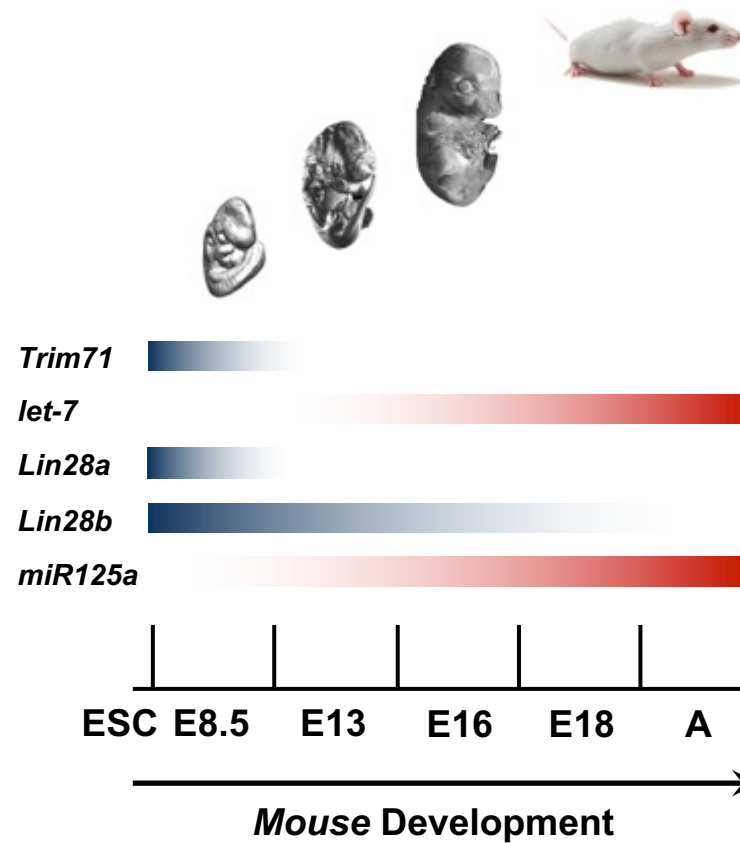 Trim71
let-7
Lin28a
Lin28b
miR125a
ESC E8.5 E13 E16 E18 A
Mouse Development